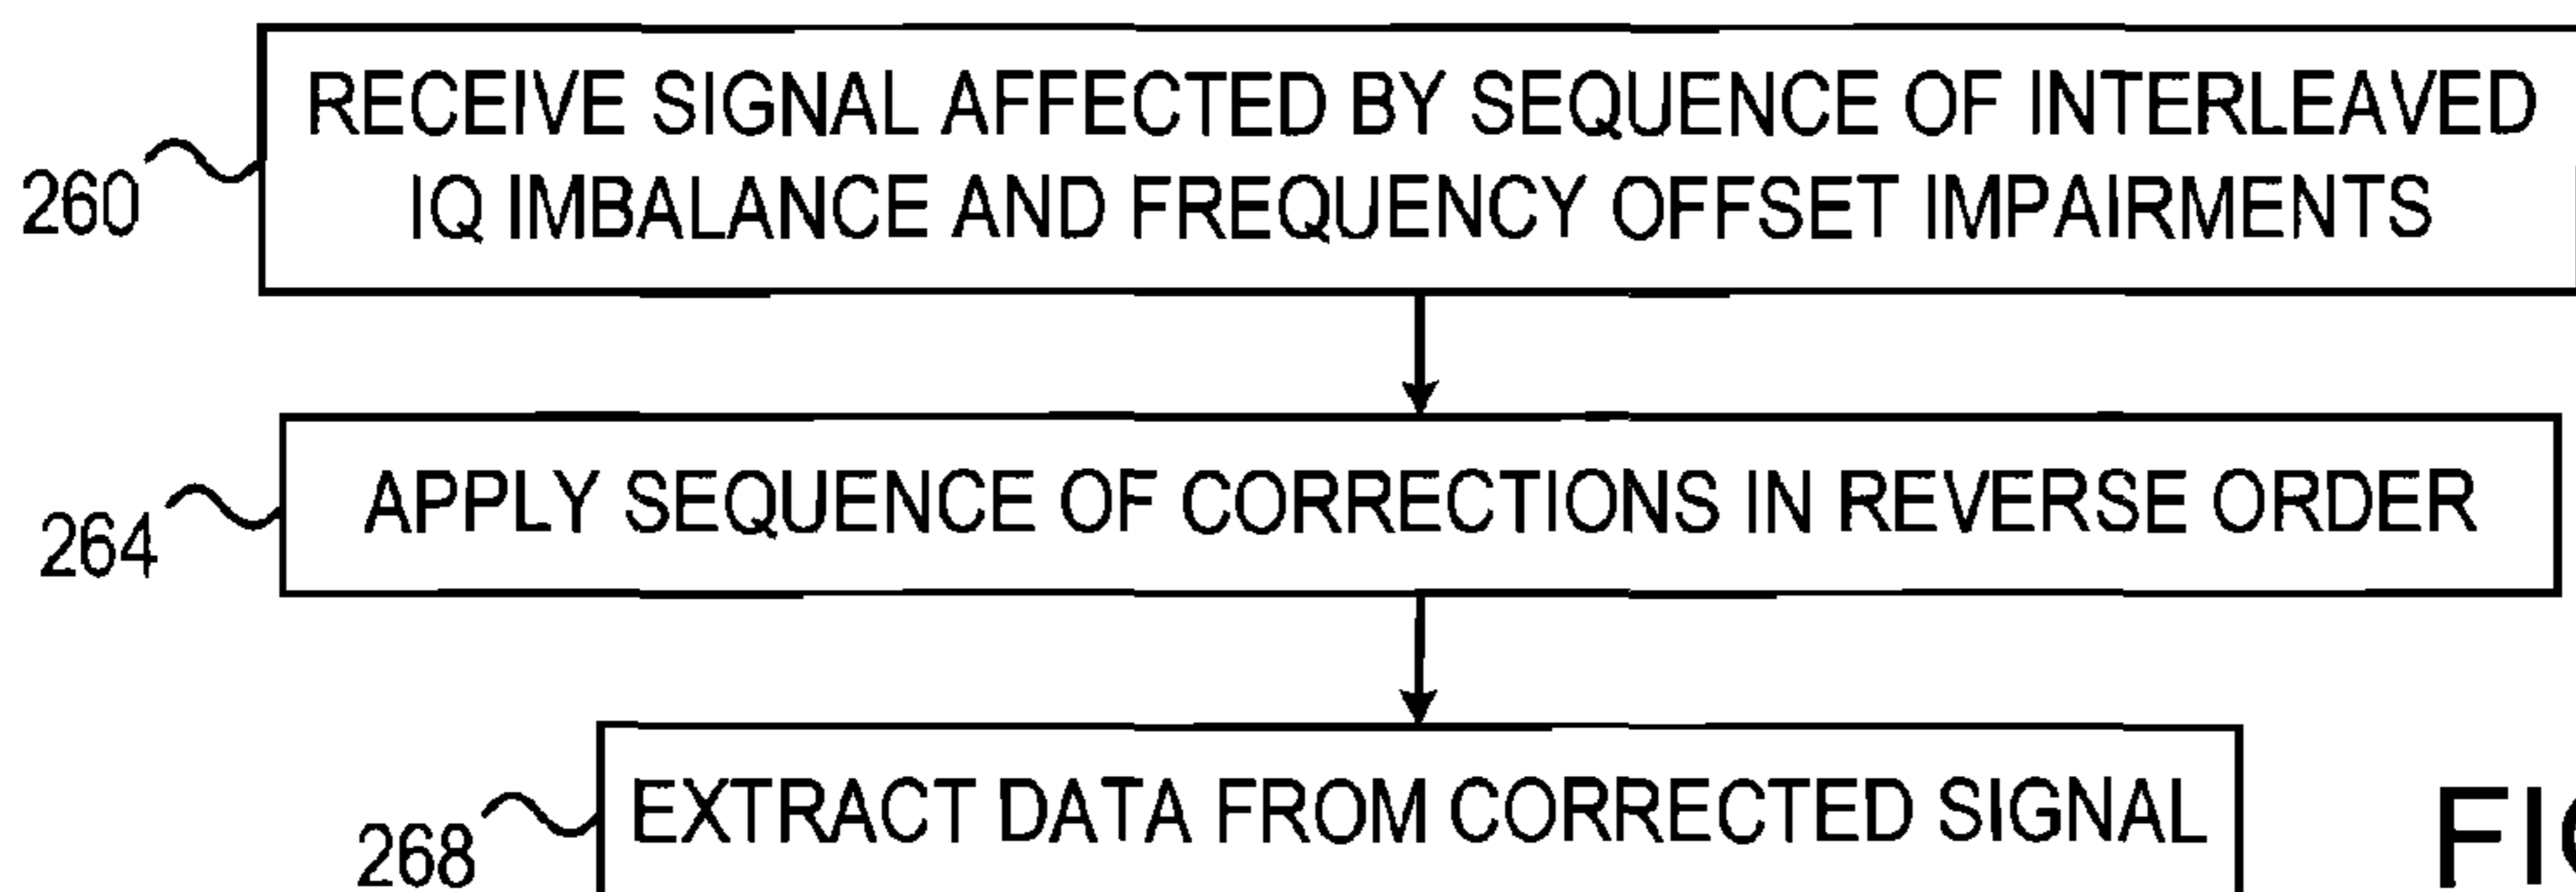 RECEIVE SIGNAL AFFECTED BY SEQUENCE OF INTERLEAVED
IQ IMBALANCE AND FREQUENCY OFFSET IMPAIRMENTS
260
APPLY SEQUENCE OF CORRECTIONS IN REVERSE ORDER
264
EXTRACT DATA FROM CORRECTED SIGNAL
268